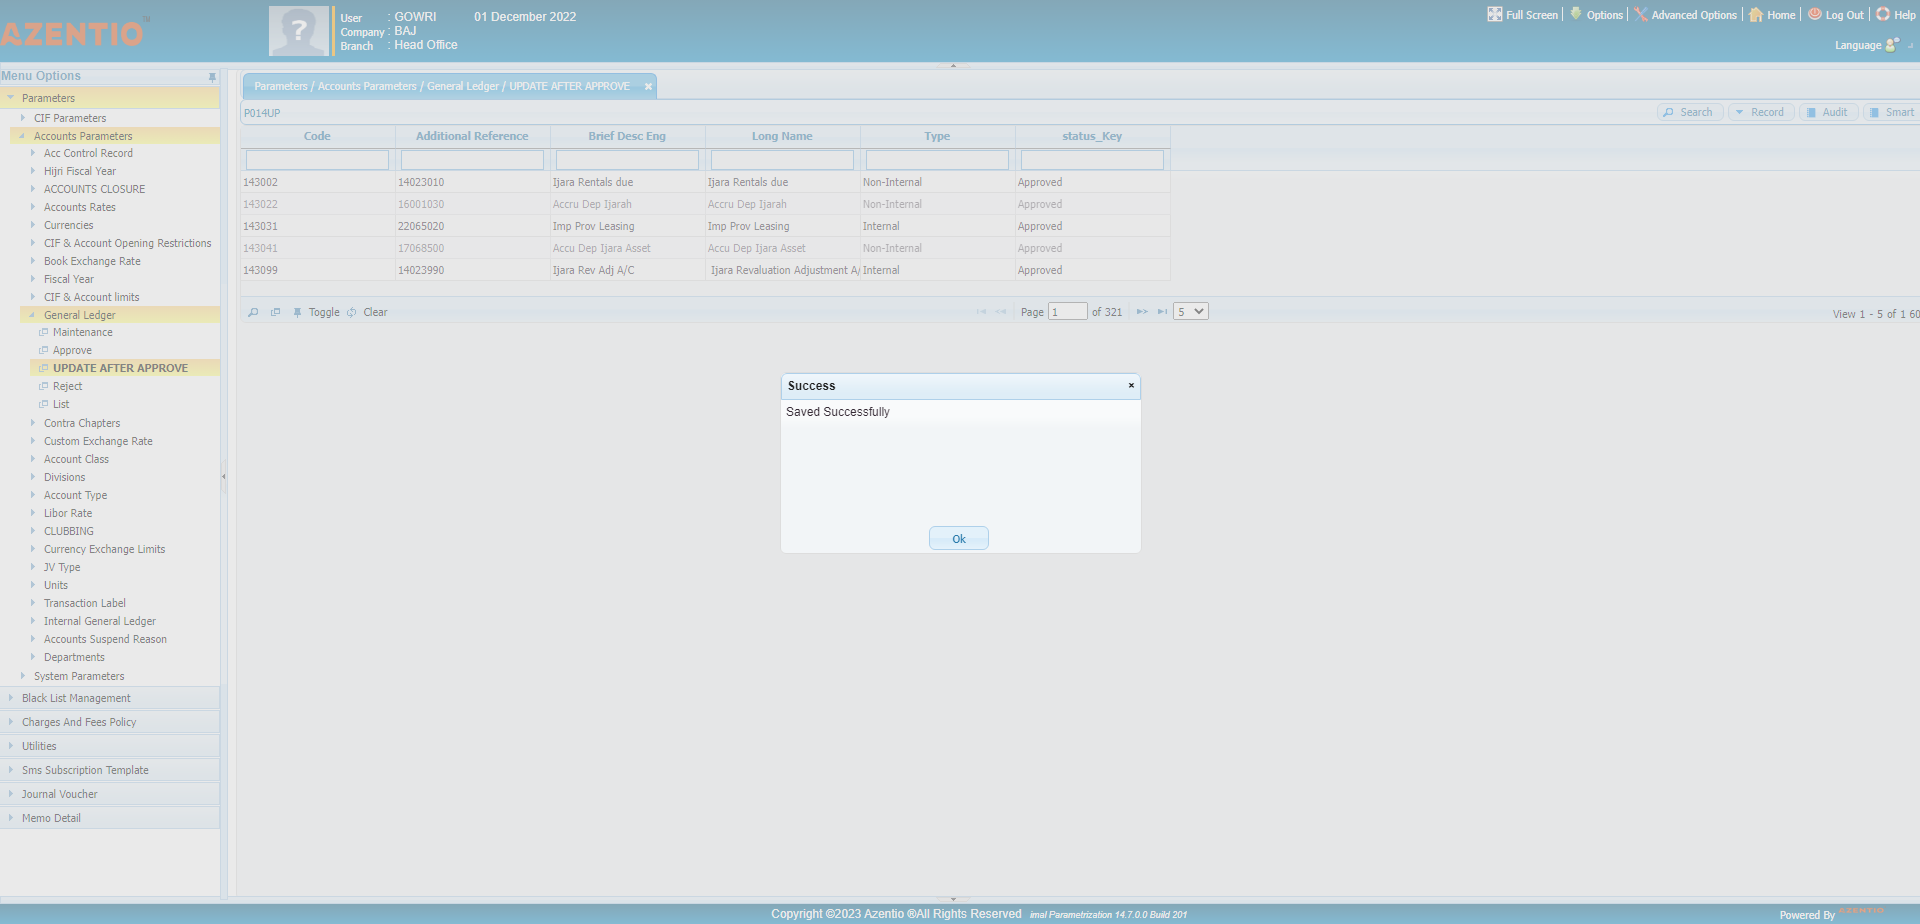 AZENTIO™
User : GOWRI 01 December 2022
Company : BAJ
Branch : Head Office
Full Screen Options Advanced Options Home Log Out Help
Language
Menu Options
Parameters
CIF Parameters
Accounts Parameters
Acc Control Record
Hijri Fiscal Year
ACCOUNTS CLOSURE
Accounts Rates
Currencies
CIF & Account Opening Restrictions
Book Exchange Rate
Fiscal Year
CIF & Account limits
General Ledger
Maintenance
Approve
UPDATE AFTER APPROVE
Reject
List
Contra Chapters
Custom Exchange Rate
Account Class
Divisions
Account Type
Libor Rate
CLUBBING
Currency Exchange Limits
JV Type
Units
Transaction Label
Internal General Ledger
Accounts Suspend Reason
Departments
System Parameters
Black List Management
Charges And Fees Policy
Utilities
Sms Subscription Template
Journal Voucher
Memo Detail
Parameters / Accounts Parameters / General Ledger / UPDATE AFTER APPROVE
P014UP Search Record Audit Smart
Code Additional Reference Brief Desc Eng Long Name Type status_Key
143002 14023010 Ijara Rentals due Ijara Rentals due Non-Internal Approved
143022 16001030 Accru Dep Ijarah Accru Dep Ijarah Non-Internal Approved
143031 22065020 Imp Prov Leasing Imp Prov Leasing Internal Approved
143041 17068500 Accu Dep Ijara Asset Accu Dep Ijara Asset Non-Internal Approved
143099 14023990 Ijara Rev Adj A/C Ijara Revaluation Adjustment A/ Internal Approved
Toggle Clear Page 1 of 321 5 View 1 - 5 of 1 60
Success
Saved Successfully
Ok
Copyright ©2023 Azentio ®All Rights Reserved imal Parametrization 14.7.0.0 Build 201
Powered By AZENTIO